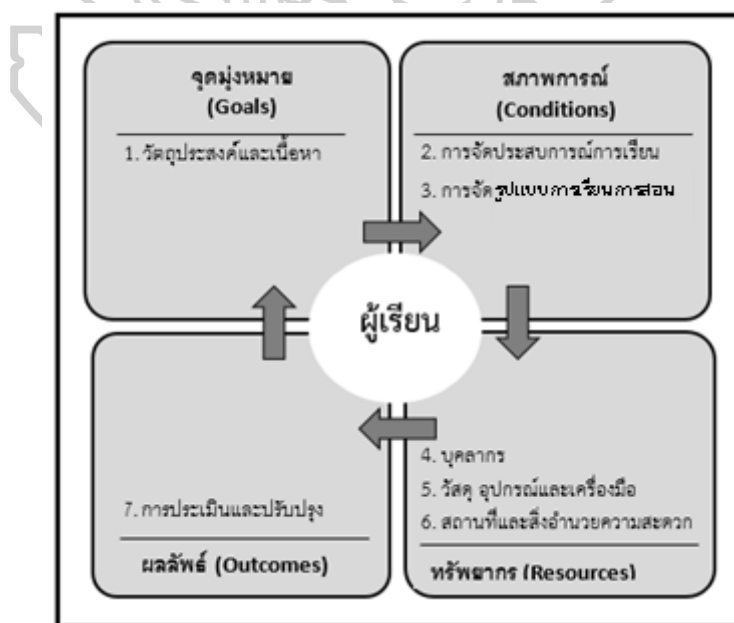 จุดมุ่งหมาย
(Goals)
1. วัตถุประสงค์และเนื้อหา
สภาพการณ์
(Conditions)
2. การจัดประสบการณ์การเรียน
3. การจัดรูปแบบการเรียนการสอน
ผู้เรียน
4. บุคลากร
5. วัสดุ อุปกรณ์และเครื่องมือ
6. สถานที่และสิ่งอำนวยความสะดวก
ทรัพยากร (Resources)
7. การประเมินและปรับปรุง
ผลลัพธ์ (Outcomes)